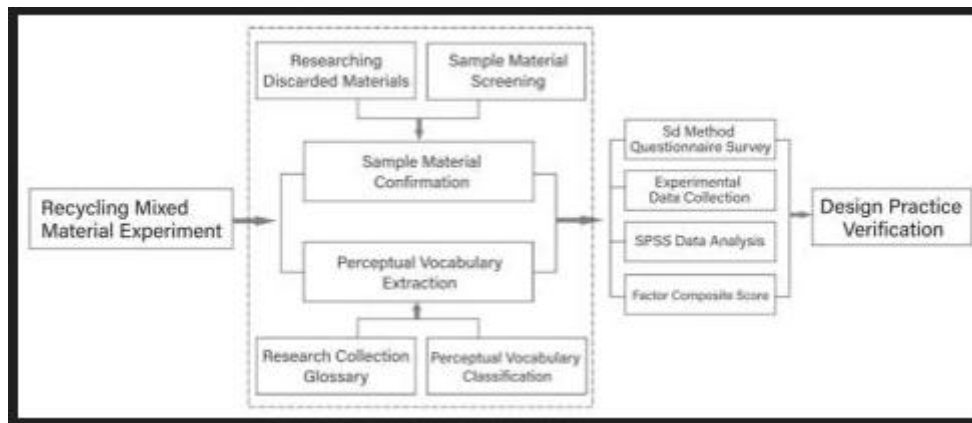 Recycling Mixed
Material Experiment
Researching
Discarded Materials
Sample Material
Screening
Sample Material
Confirmation
Perceptual Vocabulary
Extraction
Research Collection
Glossary
Perceptual Vocabulary
Classification
Sd Method
Questionnaire Survey
Experimental
Data Collection
SPSS Data Analysis
Factor Composite Score
Design Practice
Verification